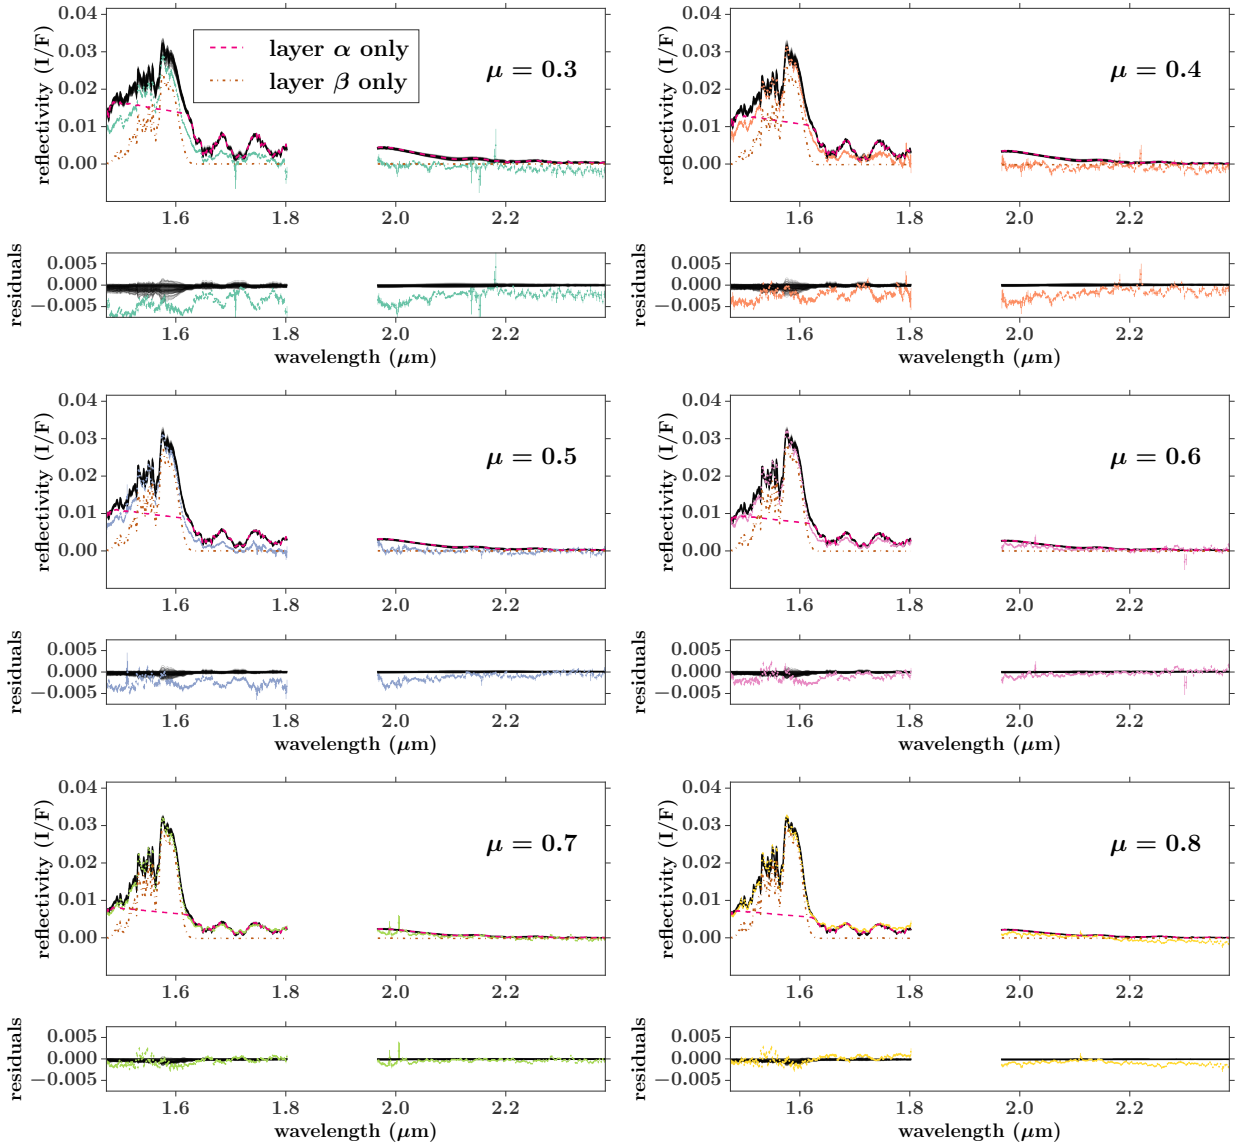 0.04
0.03
0.02
0.01
0.00
reflectivity (I/F)
layer α only
layer β only
μ = 0.3
1.6 1.8 2.0 2.2
0.005
0.000
−0.005
residuals
1.6 1.8 2.0 2.2
wavelength (μm)
0.04
0.03
0.02
0.01
0.00
reflectivity (I/F)
μ = 0.4
1.6 1.8 2.0 2.2
0.005
0.000
−0.005
residuals
1.6 1.8 2.0 2.2
wavelength (μm)
0.04
0.03
0.02
0.01
0.00
reflectivity (I/F)
μ = 0.5
1.6 1.8 2.0 2.2
0.005
0.000
−0.005
residuals
1.6 1.8 2.0 2.2
wavelength (μm)
0.04
0.03
0.02
0.01
0.00
reflectivity (I/F)
μ = 0.6
1.6 1.8 2.0 2.2
0.005
0.000
−0.005
residuals
1.6 1.8 2.0 2.2
wavelength (μm)
0.04
0.03
0.02
0.01
0.00
reflectivity (I/F)
μ = 0.7
1.6 1.8 2.0 2.2
0.005
0.000
−0.005
residuals
1.6 1.8 2.0 2.2
wavelength (μm)
0.04
0.03
0.02
0.01
0.00
reflectivity (I/F)
μ = 0.8
1.6 1.8 2.0 2.2
0.005
0.000
−0.005
residuals
1.6 1.8 2.0 2.2
wavelength (μm)